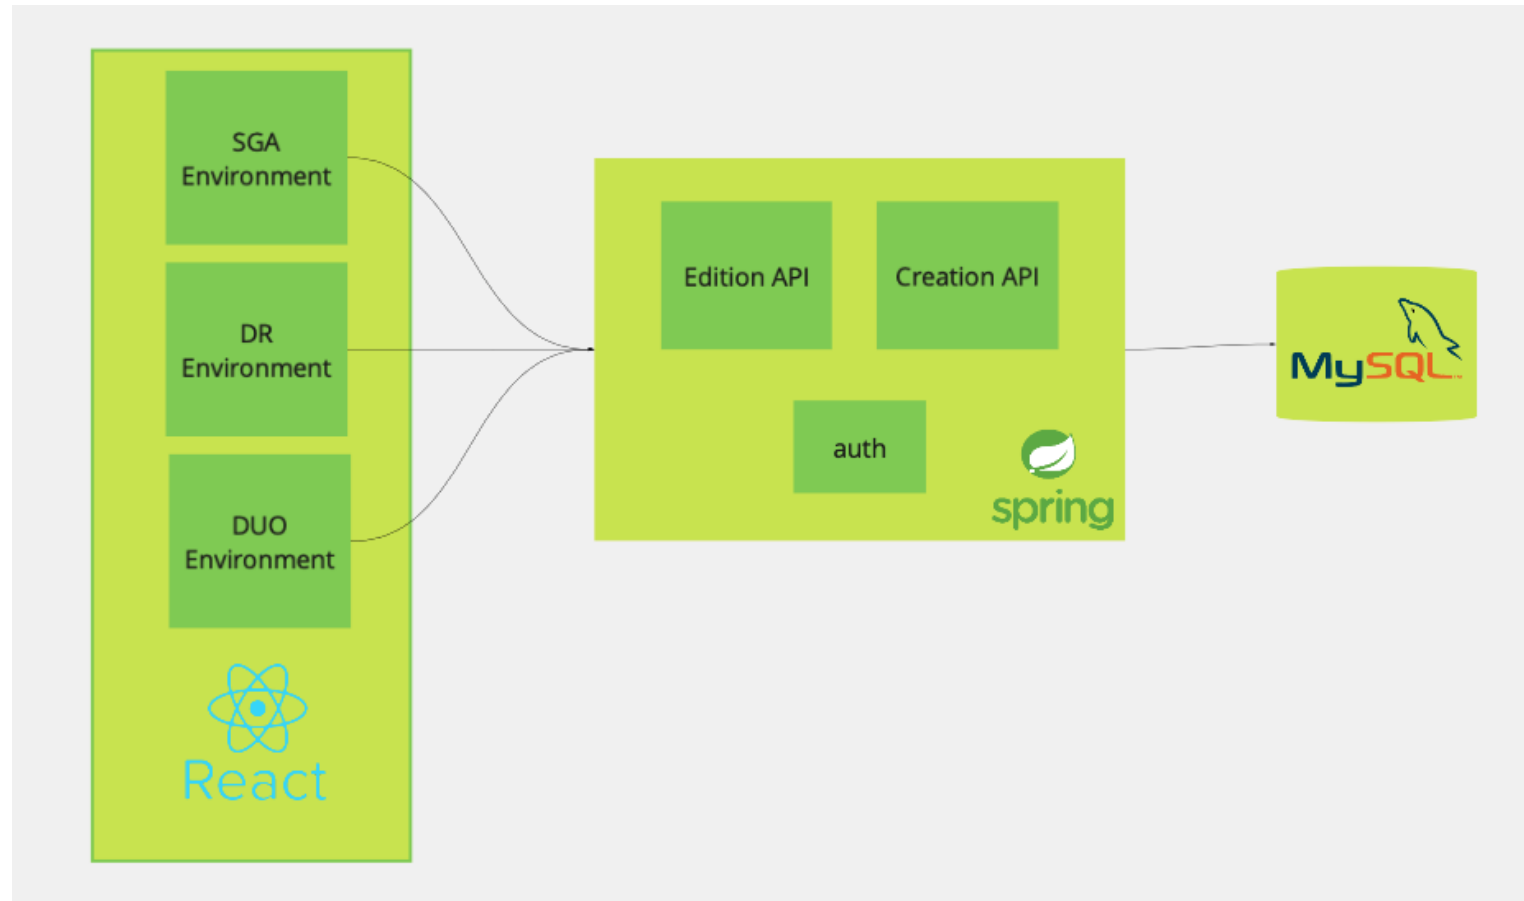 SGA
Environment
DR
Environment
DUO
Environment
React
Edition API
Creation API
auth
spring
MySQL